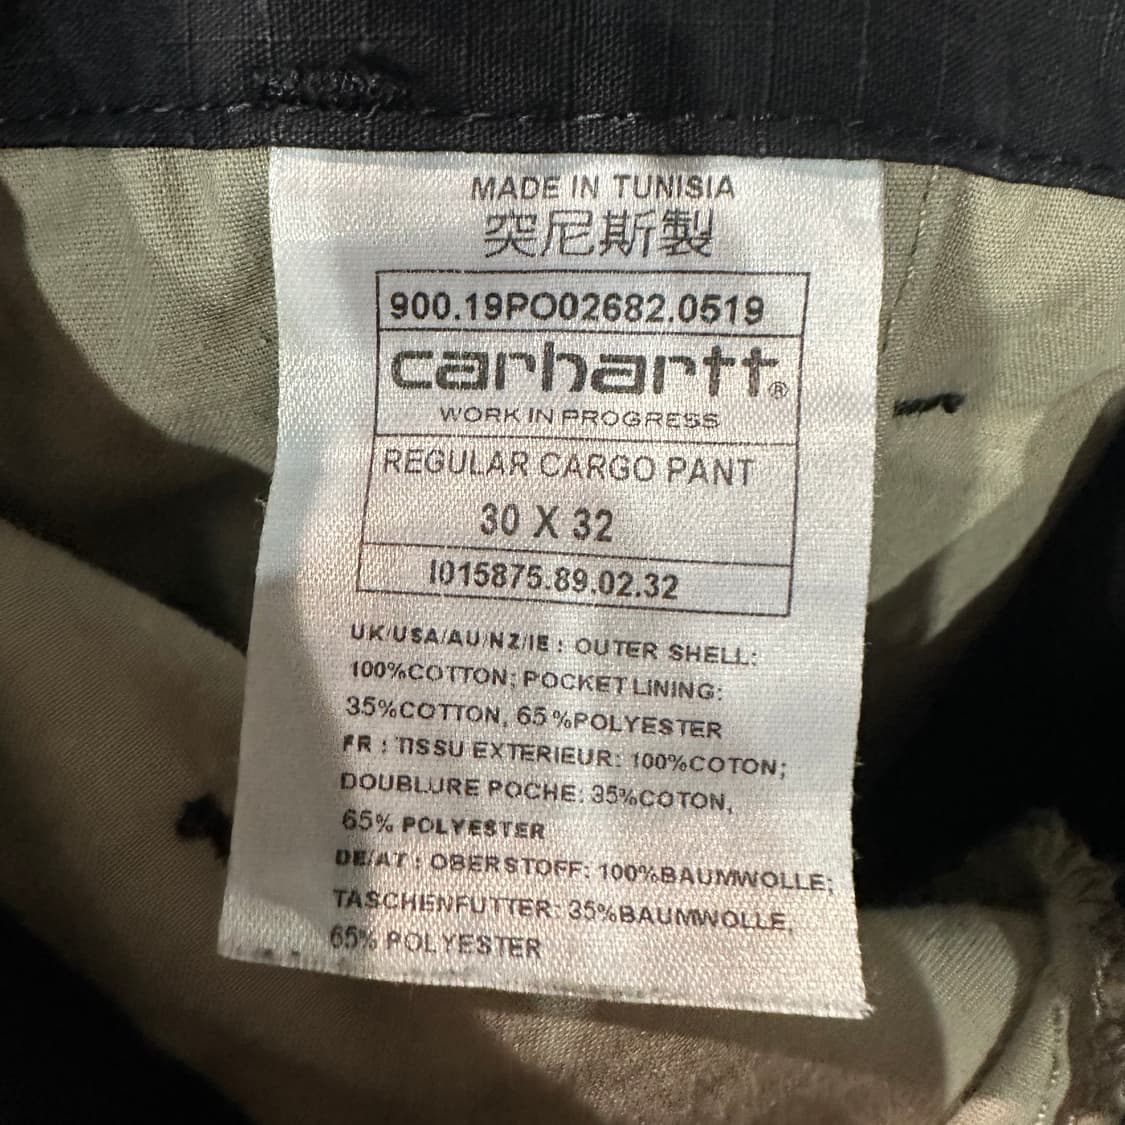 MADE IN TUNISIA
突尼斯製
900.19PO02682.0519
carhartt®
WORK IN PROGRESS
REGULAR CARGO PANT
30 X 32
I015875.89.02.32
UK/USA/AU/NZ/IE : OUTER SHELL:
100%COTTON; POCKET LINING:
35%COTTON, 65%POLYESTER
FR : TISSU EXTERIEUR: 100%COTON;
DOUBLURE POCHE: 35%COTON,
65% POLYESTER
DE/AT : OBERSTOFF: 100%BAUMWOLLE;
TASCHENFUTTER: 35%BAUMWOLLE,
65% POLYESTER